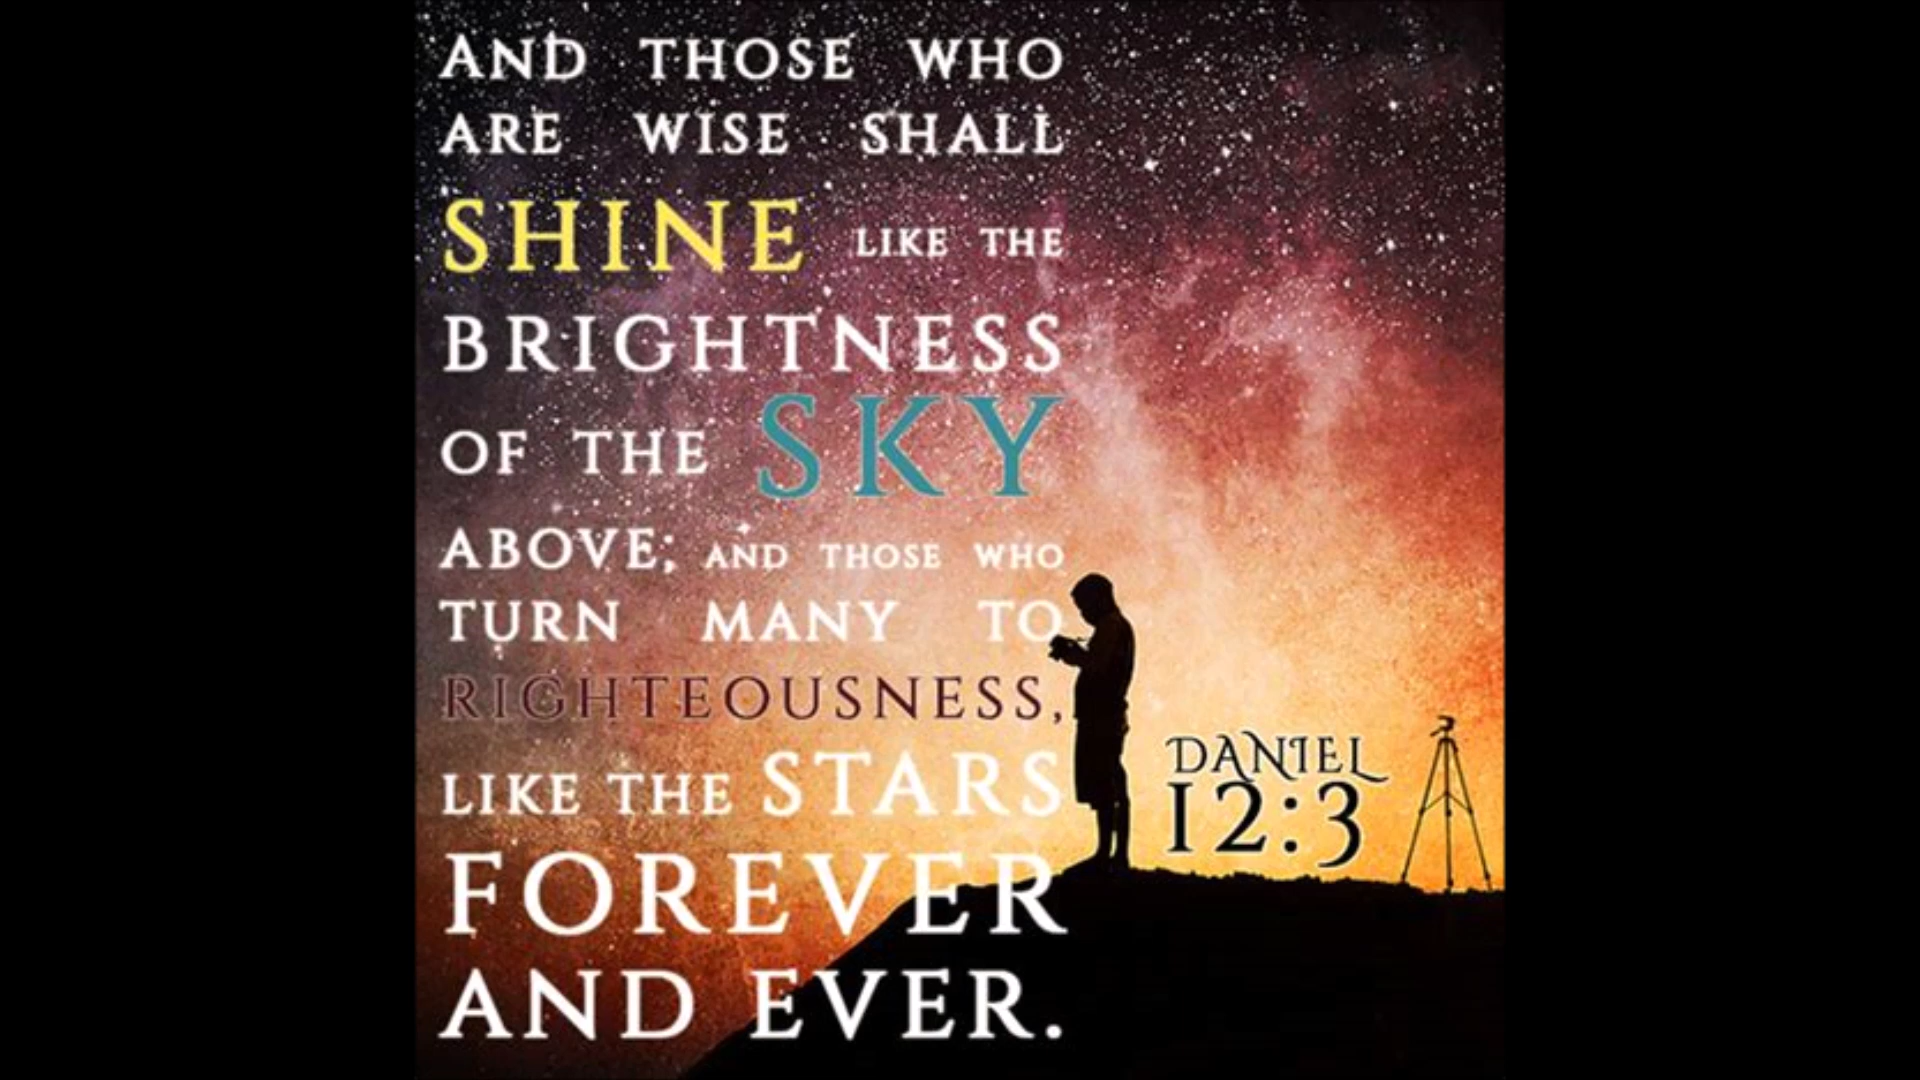 AND THOSE WHO
ARE WISE SHALL
SHINE LIKE THE
BRIGHTNESS
OF THE SKY
ABOVE; AND THOSE WHO
TURN MANY TO
RIGHTEOUSNESS,
LIKE THE STARS
FOREVER
AND EVER.
DANIEL
12:3